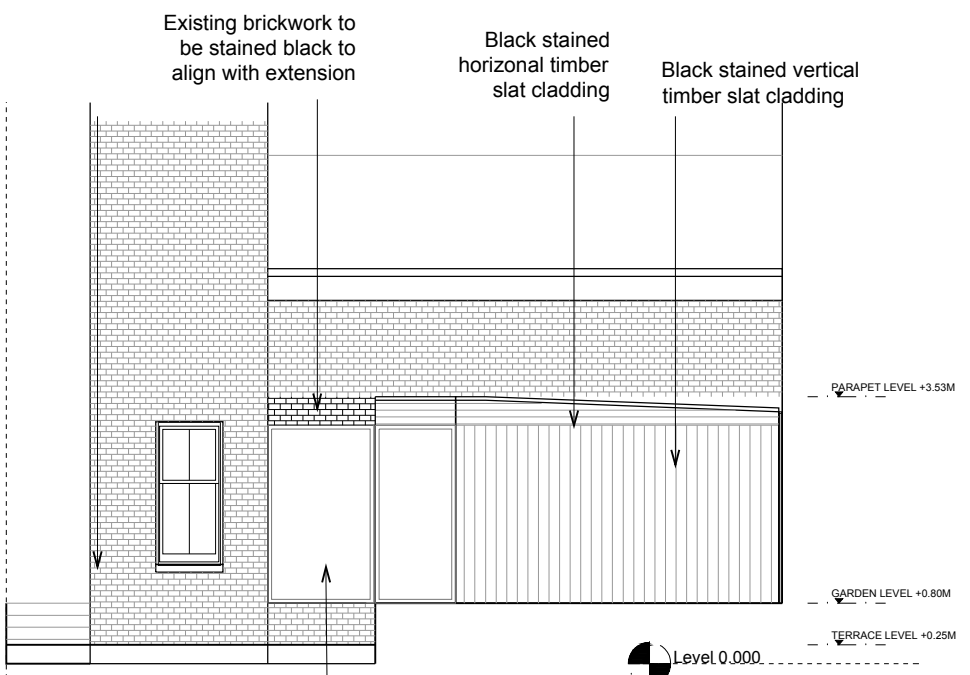 Existing brickwork to
be stained black to
align with extension
Black stained
horizonal timber
slat cladding
Black stained vertical
timber slat cladding
PARAPET LEVEL +3.53M
GARDEN LEVEL +0.80M
TERRACE LEVEL +0.25M
Level 0.000